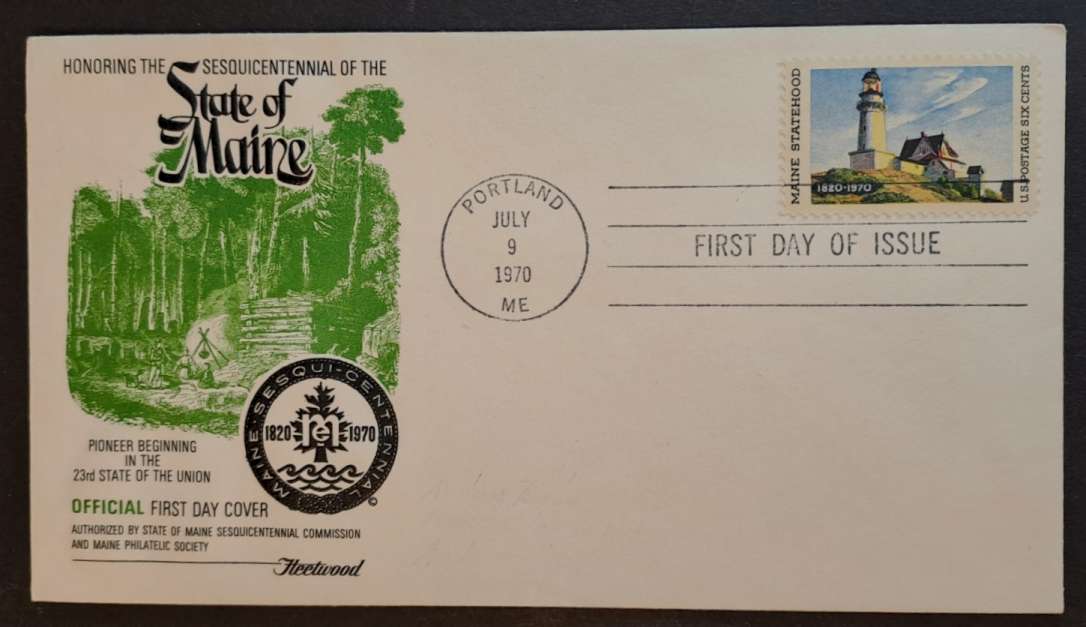 HONORING THE SESQUICENTENNIAL OF THE
State of
Maine
MAINE STATEHOOD
1820-1970
U.S. POSTAGE SIX CENTS
PORTLAND
JULY
9
1970
ME
FIRST DAY OF ISSUE
MAINE SESQUI-CENTENNIAL
1820 ME 1970
©
PIONEER BEGINNING
IN THE
23rd STATE OF THE UNION
OFFICIAL FIRST DAY COVER
AUTHORIZED BY STATE OF MAINE SESQUICENTENNIAL COMMISSION
AND MAINE PHILATELIC SOCIETY
Fleetwood